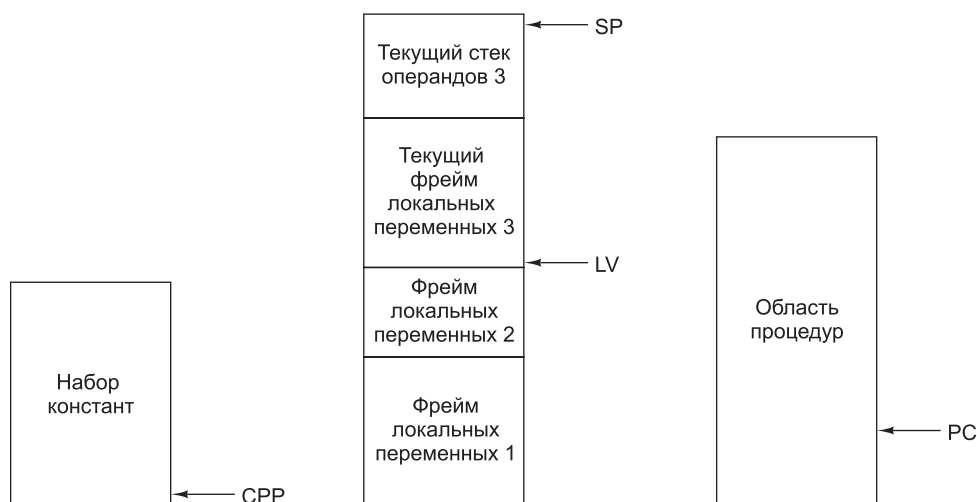 SP
Текущий стек
операндов 3
Текущий
фрейм
локальных
переменных 3
LV
Фрейм
локальных
переменных 2
Область
процедур
Набор
констант
Фрейм
локальных
переменных 1
PC
CPP